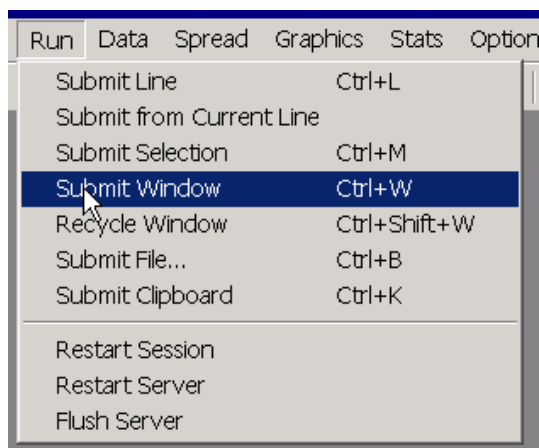 Run Data Spread Graphics Stats Option
Submit Line Ctrl+L
Submit from Current Line
Submit Selection Ctrl+M
Submit Window Ctrl+W
Recycle Window Ctrl+Shift+W
Submit File... Ctrl+B
Submit Clipboard Ctrl+K
Restart Session
Restart Server
Flush Server